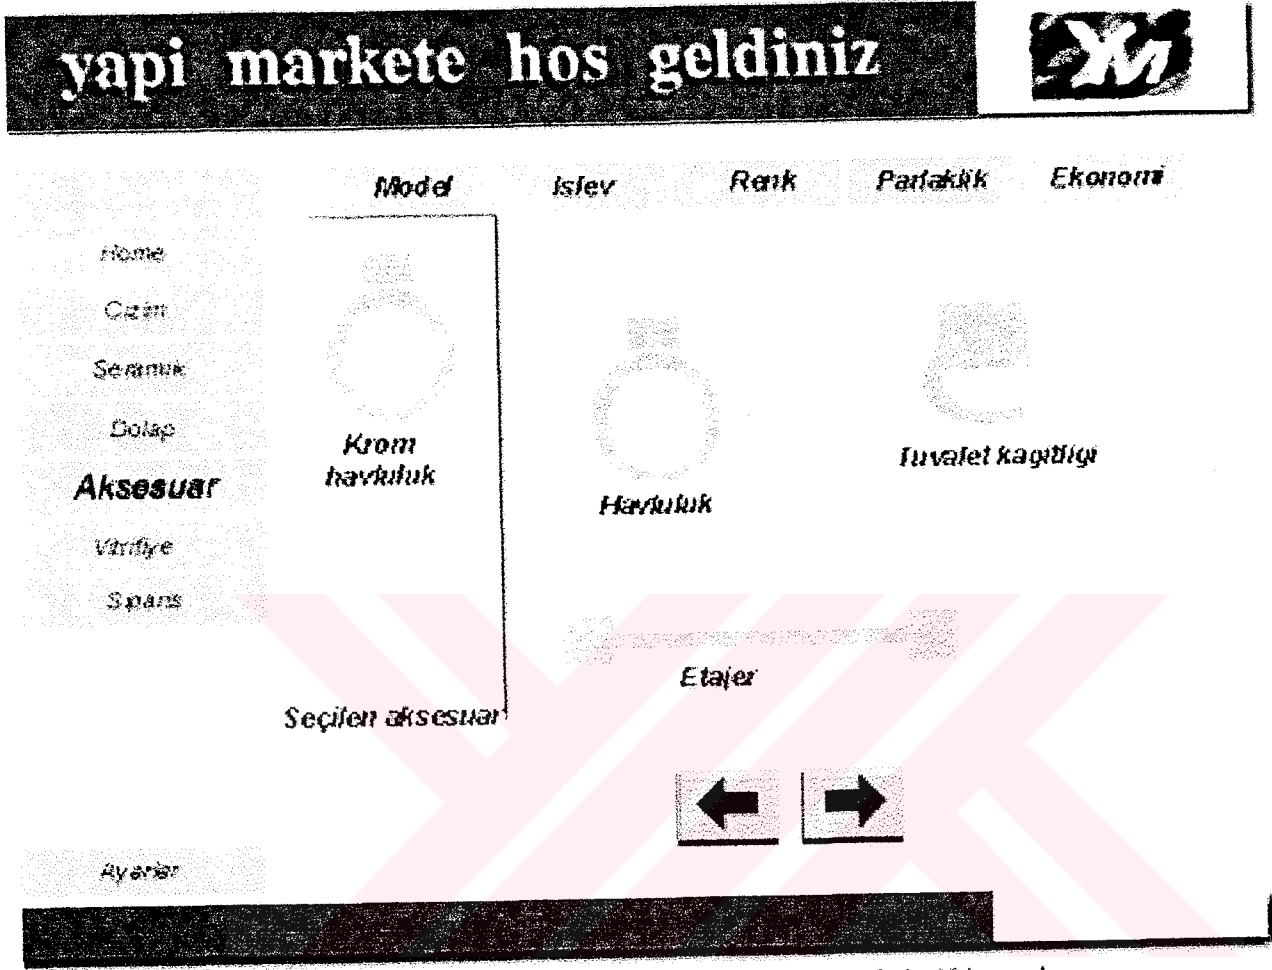 yapi markete hos geldiniz
YM
Model Islev Renk Parlaklik Ekonomi
Home
Cizim
Seramik
Dolap
Aksesuar
Vitrifiye
Siparis
Ayarlar
Krom
havluluk
Havluluk
Tuvalet kagitligi
Etajer
Seçilen aksesuar